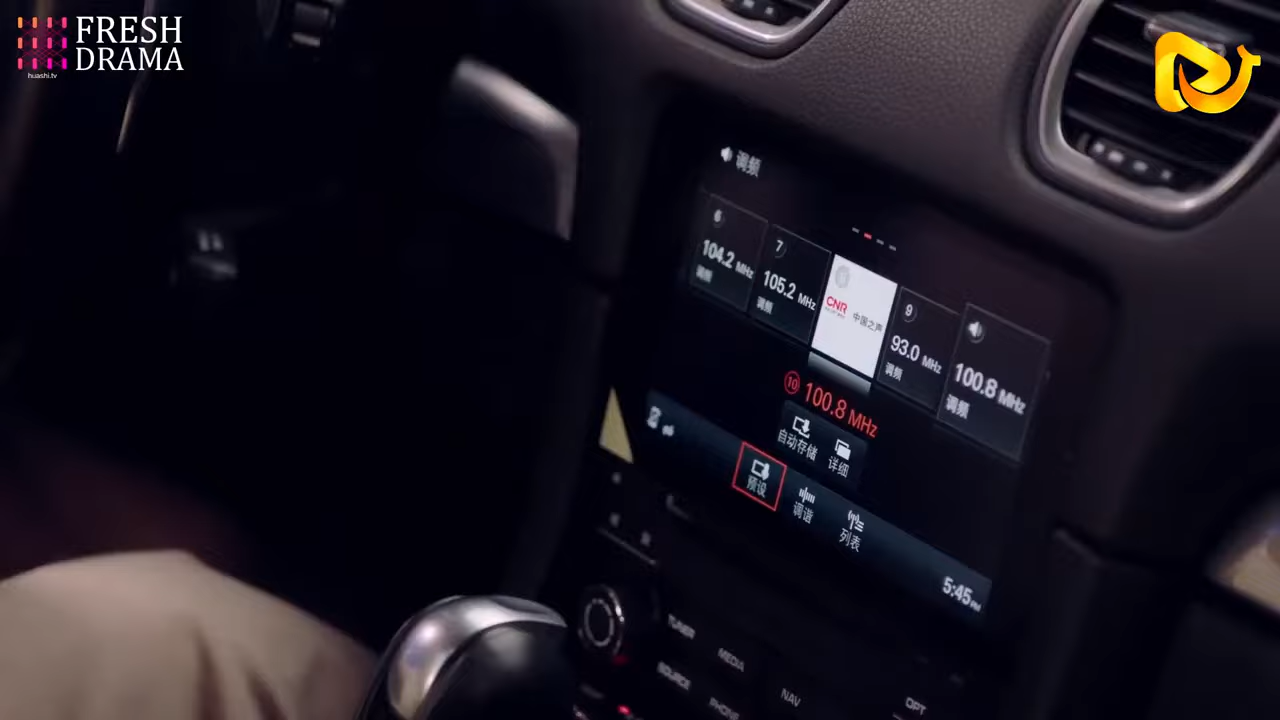 FRESH
DRAMA
huashi.tv
调频
6
104.2 MHz
调频
7
105.2 MHz
调频
CNR
中国之声
9
93.0 MHz
调频
100.8 MHz
调频
10 100.8 MHz
自动存储
详细
预设
调谐
列表
5:45 PM
TUNER
MEDIA
SOURCE
PHONE
NAV
OPT